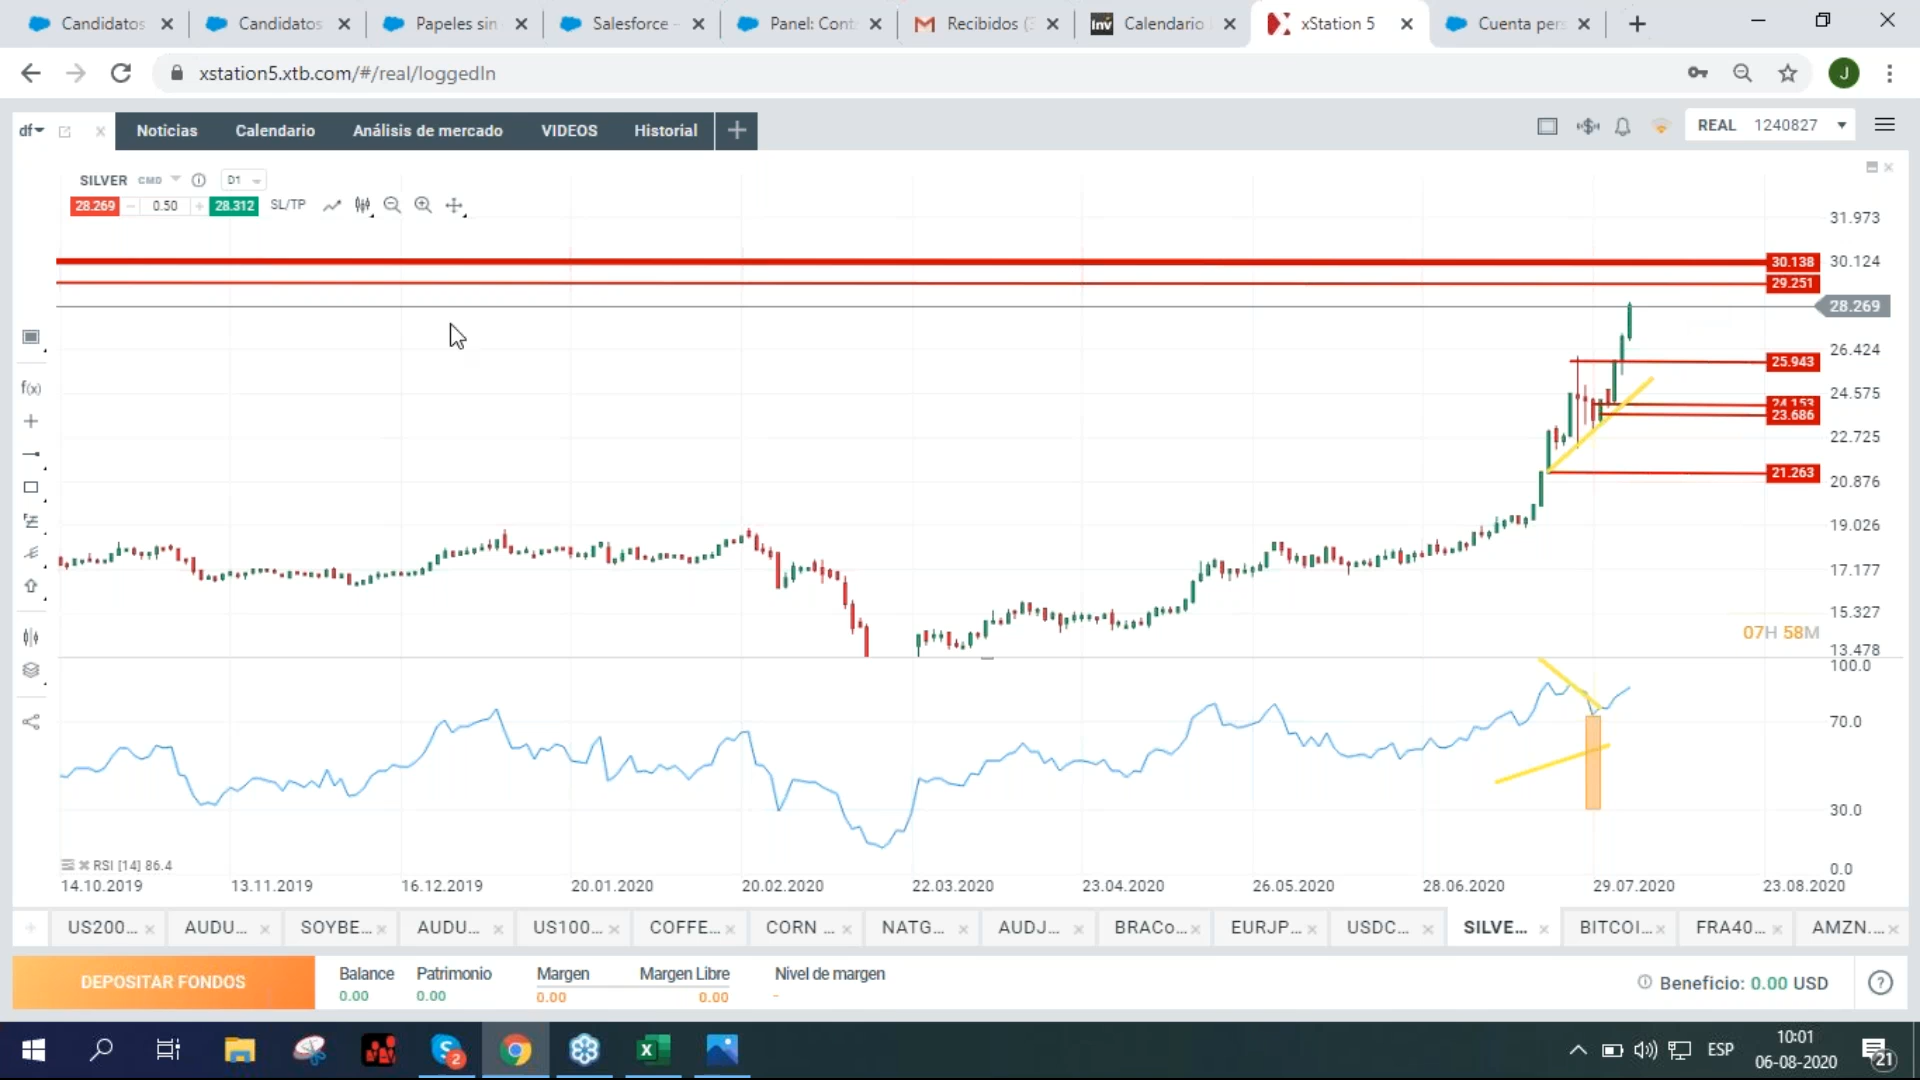 Candidatos
Candidatos
Papeles sin
Salesforce -
Panel: Cont
Recibidos (3
Calendario
xStation 5
Cuenta pers
xstation5.xtb.com/#/real/loggedIn
J
df
Noticias
Calendario
Análisis de mercado
VIDEOS
Historial
REAL 1240827
SILVER CMD D1
28.269 0.50 28.312 SL/TP
31.973
30.138 30.124
29.251
28.269
26.424
25.943
24.575
24.153
23.686
22.725
21.263
20.876
19.026
17.177
15.327
07H 58M
13.478
100.0
70.0
30.0
0.0
f(x)
RSI [14] 86.4
14.10.2019
13.11.2019
16.12.2019
20.01.2020
20.02.2020
22.03.2020
23.04.2020
26.05.2020
28.06.2020
29.07.2020
23.08.2020
US200...
AUDU...
SOYBE...
AUDU...
US100...
COFFE...
CORN ...
NATG...
AUDJ...
BRACo...
EURJP...
USDC...
SILVE...
BITCOI...
FRA40...
AMZN....
DEPOSITAR FONDOS
Balance
0.00
Patrimonio
0.00
Margen
0.00
Margen Libre
0.00
Nivel de margen
-
Beneficio: 0.00 USD
?
2
ESP
10:01
06-08-2020
21